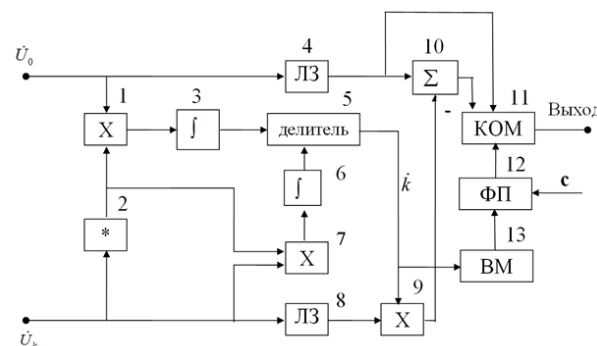 U̇₀
1
X
2
*
3
∫
4
ЛЗ
5
делитель
6
∫
7
X
8
ЛЗ
9
X
k̇
10
Σ
-
11
КОМ
Выход
12
ФП
с
13
ВМ
U̇ₖ